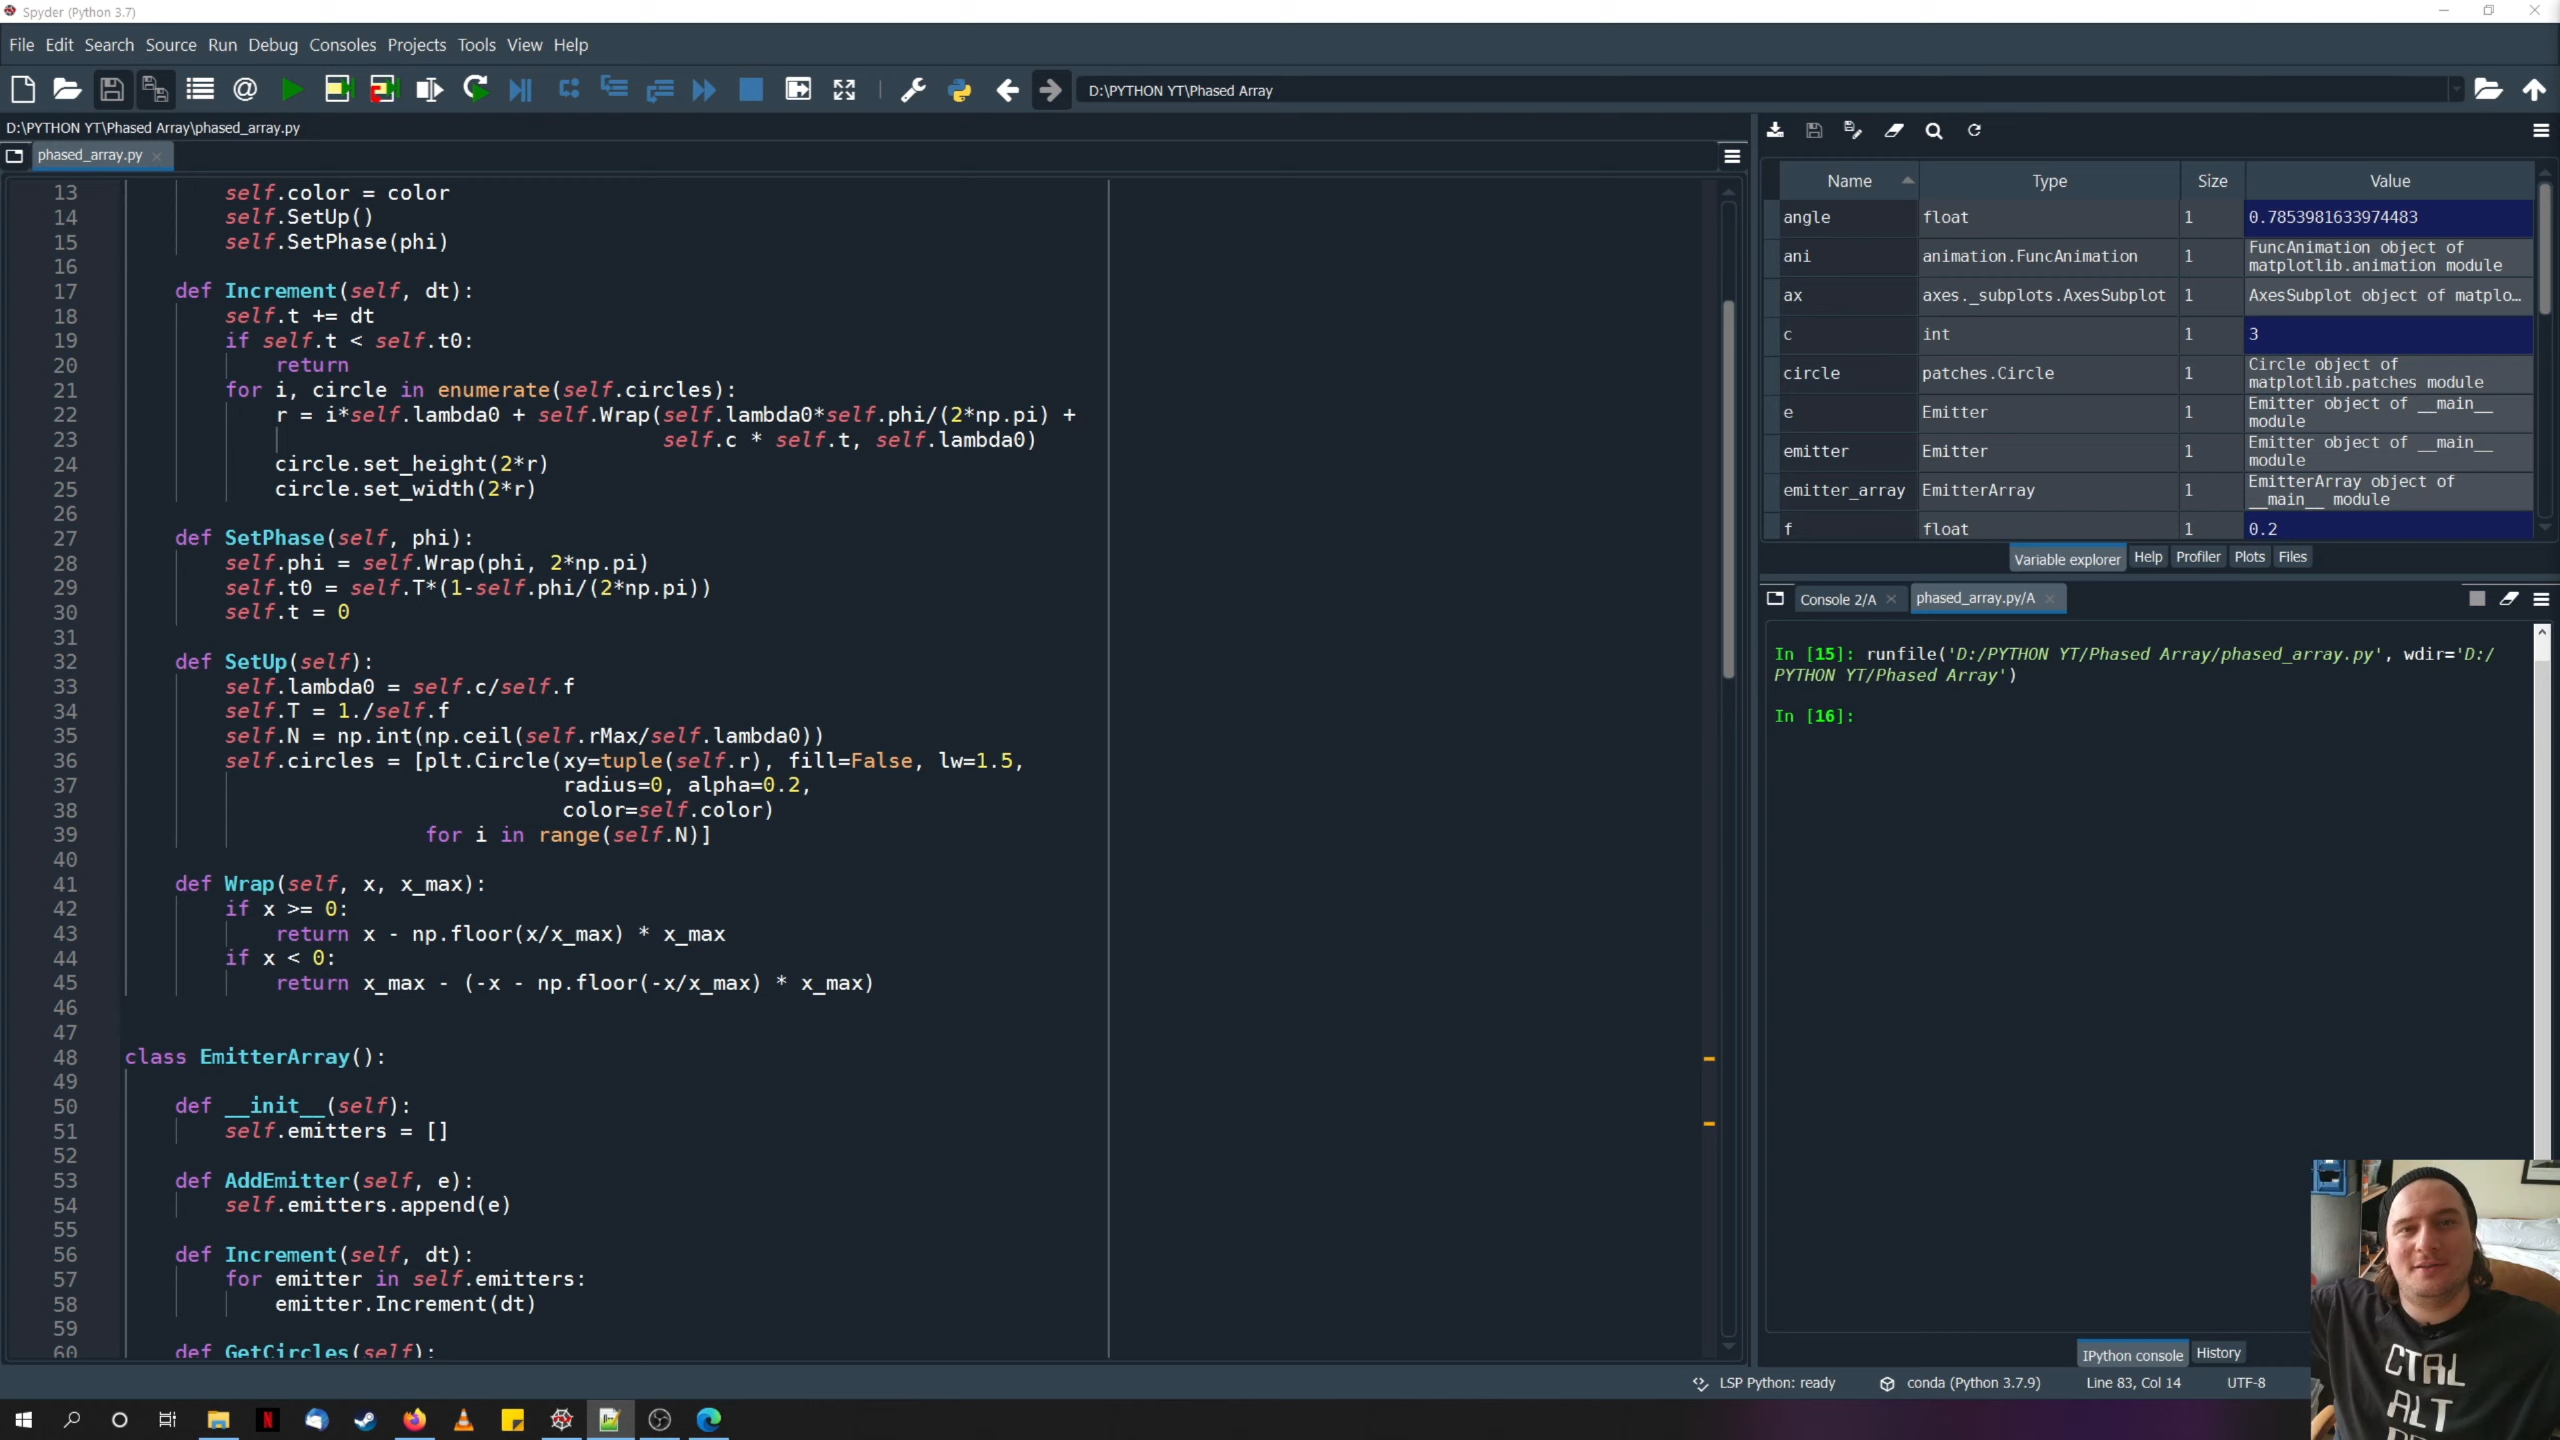 Spyder (Python 3.7)
File Edit Search Source Run Debug Consoles Projects Tools View Help
D:\PYTHON YT\Phased Array
D:\PYTHON YT\Phased Array\phased_array.py
phased_array.py
13 self.color = color
14 self.SetUp()
15 self.SetPhase(phi)
16
17 def Increment(self, dt):
18 self.t += dt
19 if self.t < self.t0:
20 return
21 for i, circle in enumerate(self.circles):
22 r = i*self.lambda0 + self.Wrap(self.lambda0*self.phi/(2*np.pi) +
23 self.c * self.t, self.lambda0)
24 circle.set_height(2*r)
25 circle.set_width(2*r)
26
27 def SetPhase(self, phi):
28 self.phi = self.Wrap(phi, 2*np.pi)
29 self.t0 = self.T*(1-self.phi/(2*np.pi))
30 self.t = 0
31
32 def SetUp(self):
33 self.lambda0 = self.c/self.f
34 self.T = 1./self.f
35 self.N = np.int(np.ceil(self.rMax/self.lambda0))
36 self.circles = [plt.Circle(xy=tuple(self.r), fill=False, lw=1.5,
37 radius=0, alpha=0.2,
38 color=self.color)
39 for i in range(self.N)]
40
41 def Wrap(self, x, x_max):
42 if x >= 0:
43 return x - np.floor(x/x_max) * x_max
44 if x < 0:
45 return x_max - (-x - np.floor(-x/x_max) * x_max)
46
47
48 class EmitterArray():
49
50 def __init__(self):
51 self.emitters = []
52
53 def AddEmitter(self, e):
54 self.emitters.append(e)
55
56 def Increment(self, dt):
57 for emitter in self.emitters:
58 emitter.Increment(dt)
59
60 def GetCircles(self):
Name Type Size Value
angle float 1 0.7853981633974483
ani animation.FuncAnimation 1 FuncAnimation object of
matplotlib.animation module
ax axes._subplots.AxesSubplot 1 AxesSubplot object of matplo…
c int 1 3
circle patches.Circle 1 Circle object of
matplotlib.patches module
e Emitter 1 Emitter object of __main__
module
emitter Emitter 1 Emitter object of __main__
module
emitter_array EmitterArray 1 EmitterArray object of
__main__ module
f float 1 0.2
Variable explorer Help Profiler Plots Files
Console 2/A phased_array.py/A
In [15]: runfile('D:/PYTHON YT/Phased Array/phased_array.py', wdir='D:/
PYTHON YT/Phased Array')
In [16]:
IPython console History
LSP Python: ready conda (Python 3.7.9) Line 83, Col 14 UTF-8
CTRL
ALT